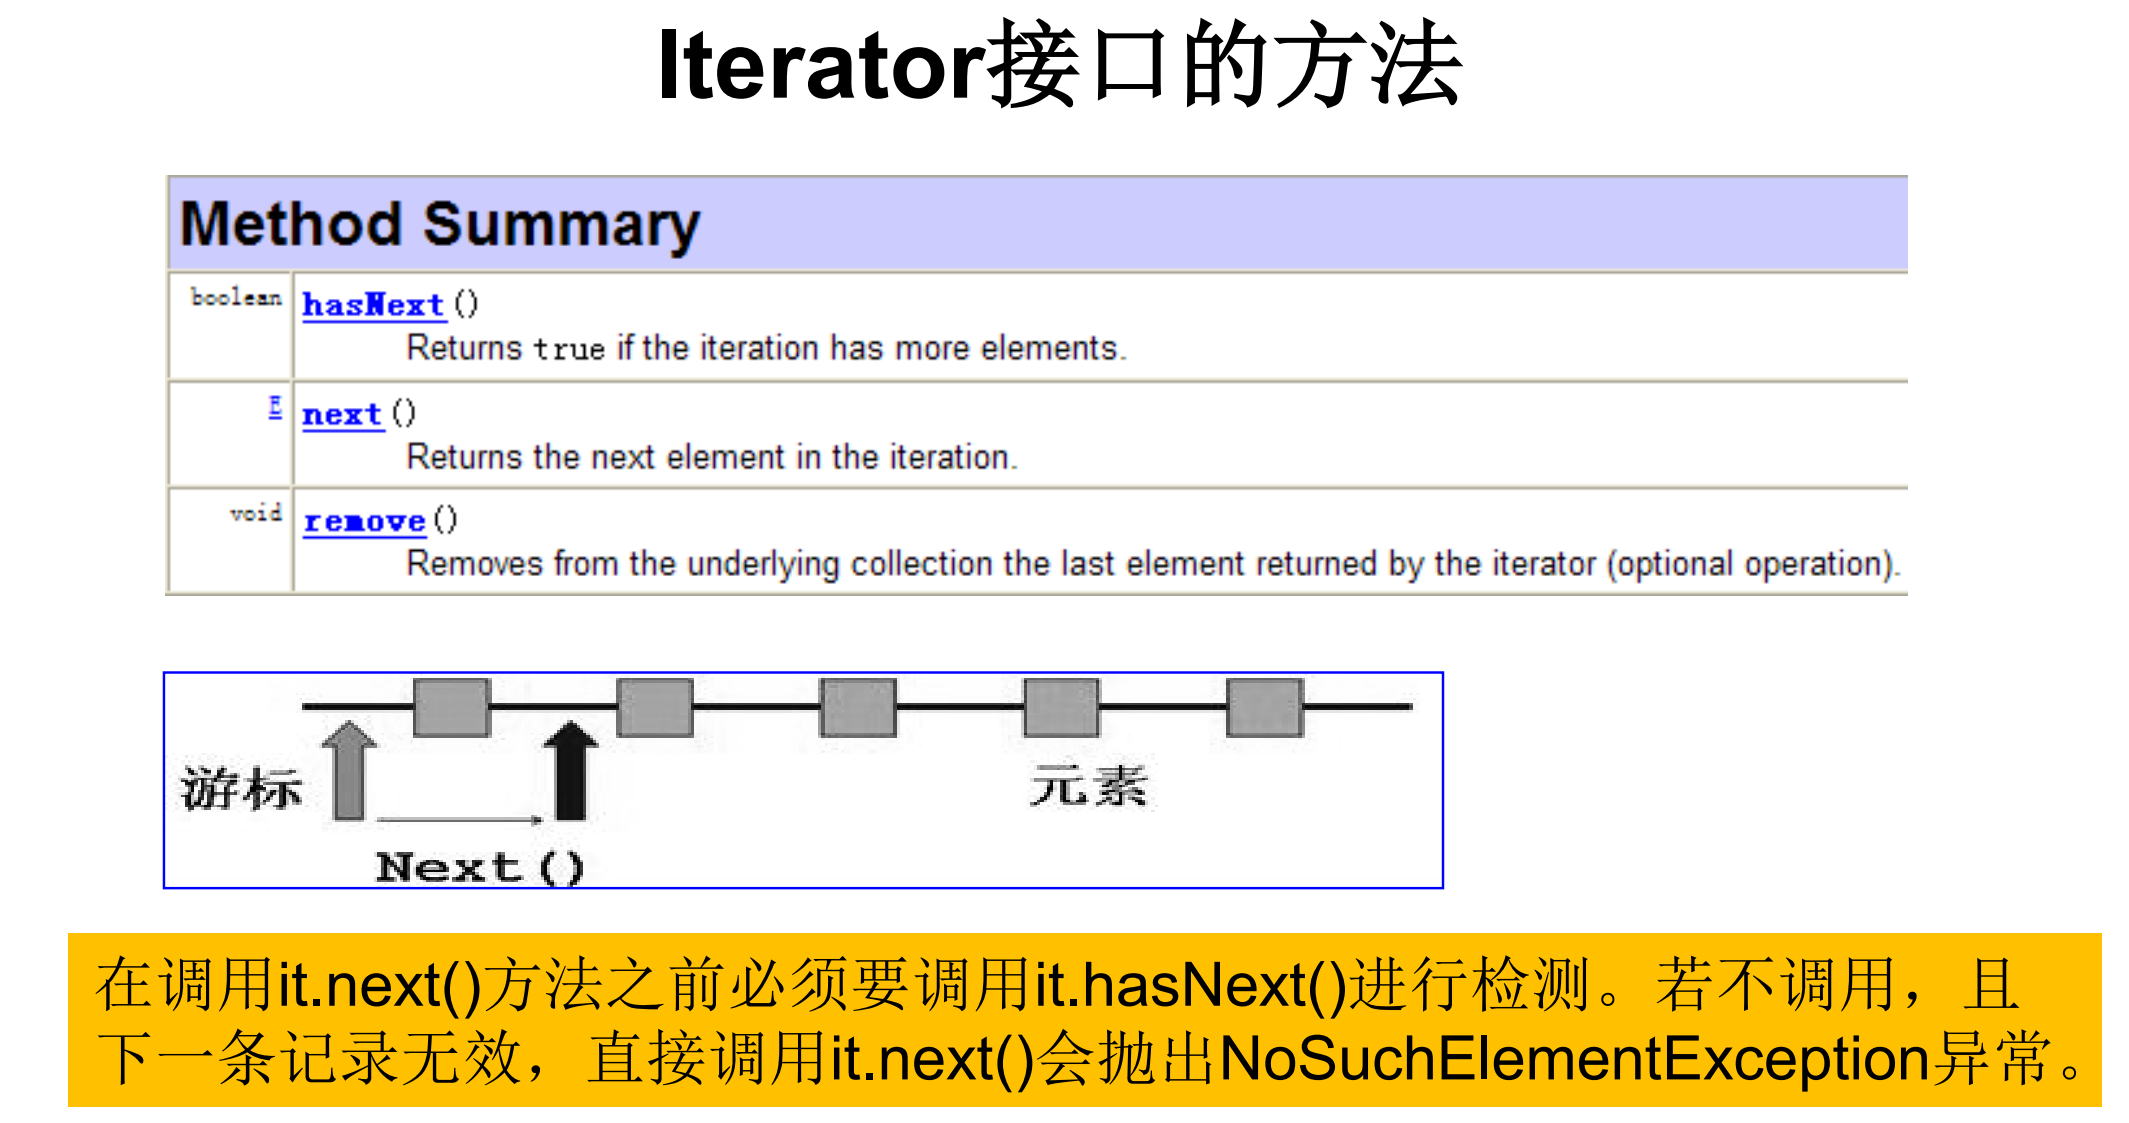 Iterator接口的方法
Method Summary
boolean hasNext()
Returns true if the iteration has more elements.
E next()
Returns the next element in the iteration.
void remove()
Removes from the underlying collection the last element returned by the iterator (optional operation).
游标
元素
Next()
在调用it.next()方法之前必须要调用it.hasNext()进行检测。若不调用，且
下一条记录无效，直接调用it.next()会抛出NoSuchElementException异常。